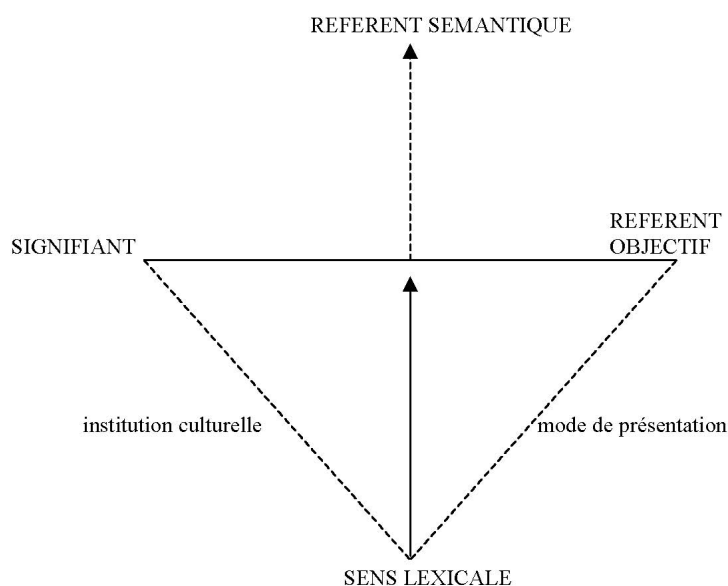 REFERENT SEMANTIQUE
SIGNIFIANT
REFERENT
OBJECTIF
institution culturelle
mode de présentation
SENS LEXICALE